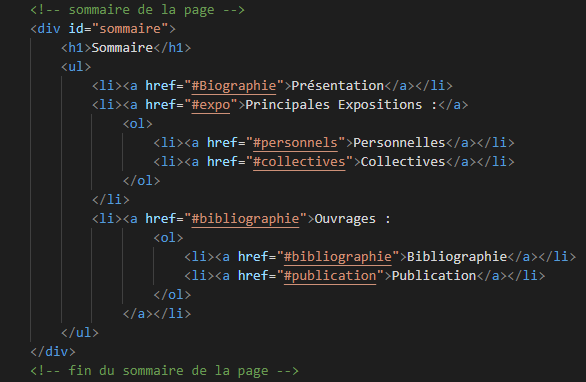 <!-- sommaire de la page -->
<div id="sommaire">
<h1>Sommaire</h1>
<ul>
<li><a href="#Biographie">Présentation</a></li>
<li><a href="#expo">Principales Expositions :</a>
<ol>
<li><a href="#personnels">Personnelles</a></li>
<li><a href="#collectives">Collectives</a></li>
</ol>
</li>
<li><a href="#bibliographie">Ouvrages :
<ol>
<li><a href="#bibliographie">Bibliographie</a></li>
<li><a href="#publication">Publication</a></li>
</ol>
</a></li>
</ul>
</div>
<!-- fin du sommaire de la page -->